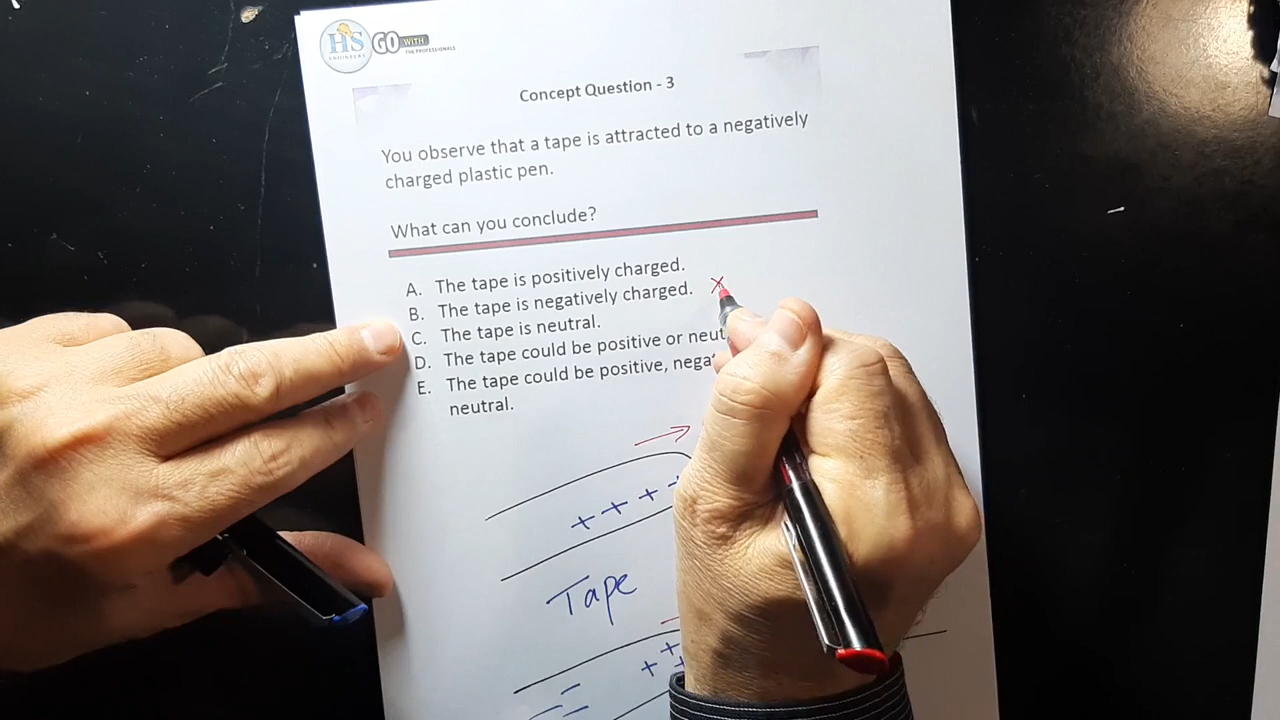 HS
ENGINEERS
GO WITH
THE PROFESSIONALS
Concept Question - 3
You observe that a tape is attracted to a negatively
charged plastic pen.
What can you conclude?
A. The tape is positively charged.
B. The tape is negatively charged. ×
C. The tape is neutral.
D. The tape could be positive or
E. The tape could be positive,
neutral.
+ + + +
Tape
+ + +